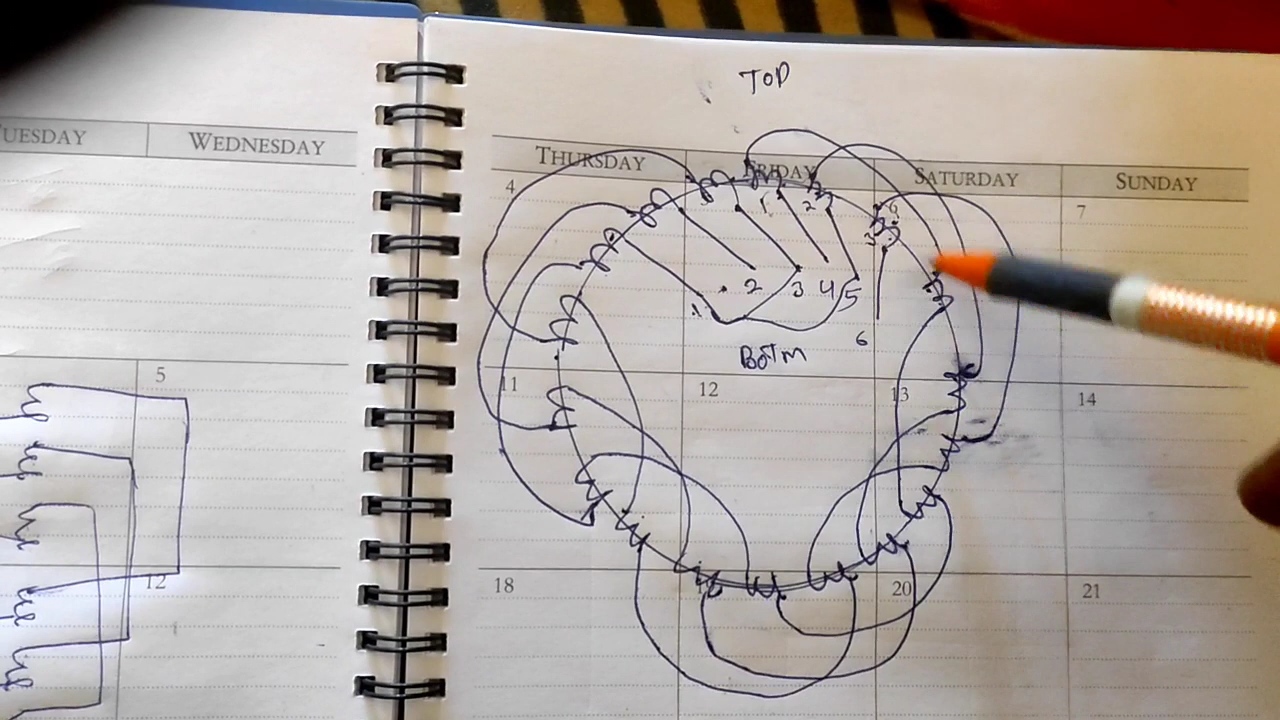 TOP
TUESDAY WEDNESDAY
THURSDAY FRIDAY SATURDAY SUNDAY
4 7
1 2 6
3
1 2 3 4 5
6
BOTM
5
11 12 13 14
12
18 20 21